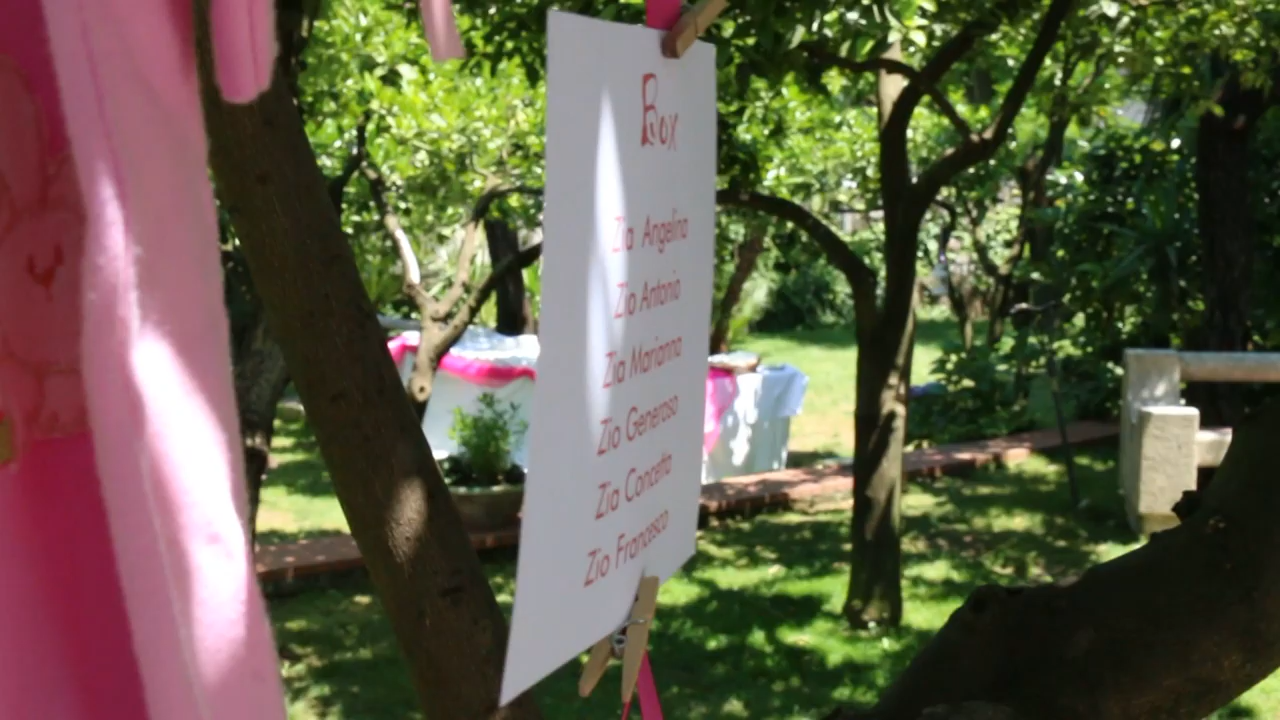 Box
Zia Angelina
Zio Antonio
Zia Marianna
Zio Generoso
Zia Concetta
Zio Francesco